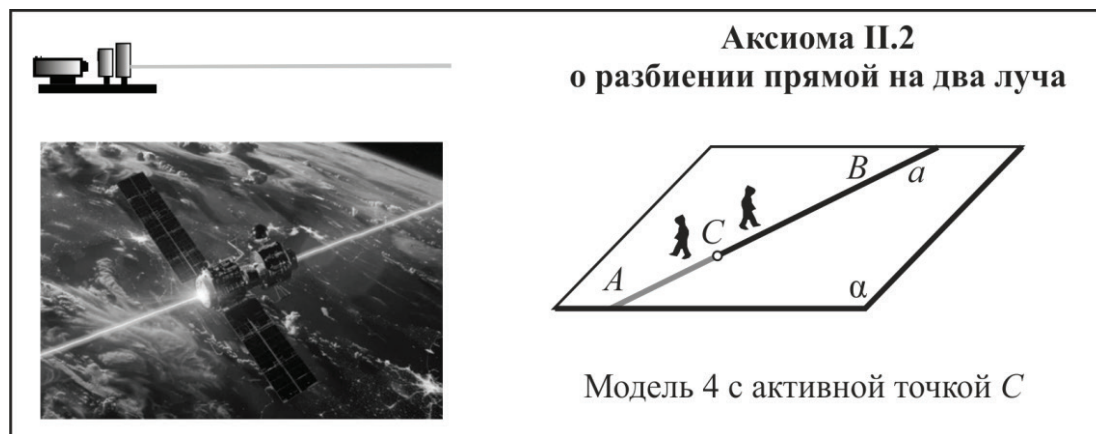 Аксиома II.2
о разбиении прямой на два луча
B
a
C
A
α
Модель 4 с активной точкой C